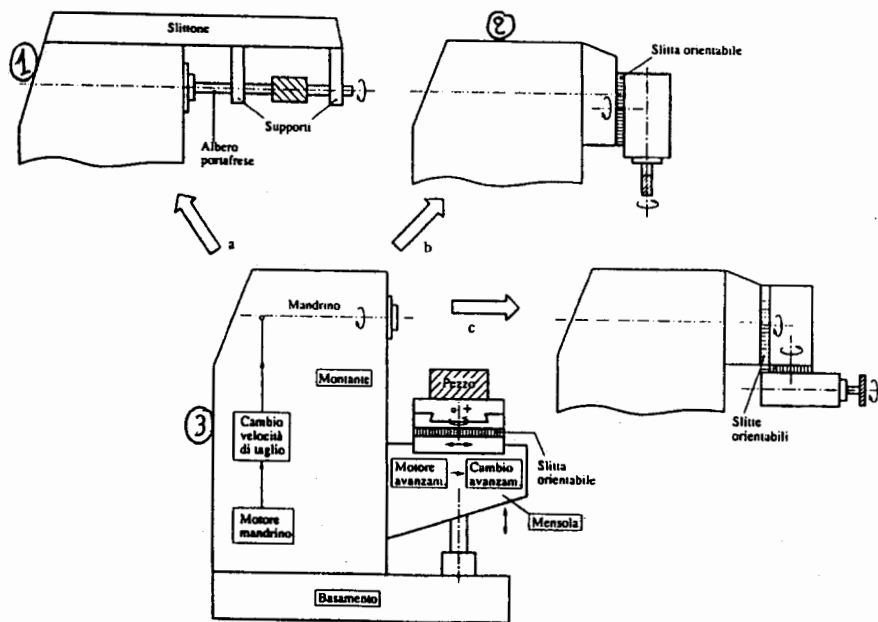 Slittone
1
Supporti
Albero
portafrese
a
2
Slitta orientabile
b
c
Slitte
orientabili
3
Mandrino
Montante
Cambio
velocità
di taglio
Motore
mandrino
Pezzo
Motore
avanzam.
Cambio
avanzam.
Slitta
orientabile
Mensola
Basamento